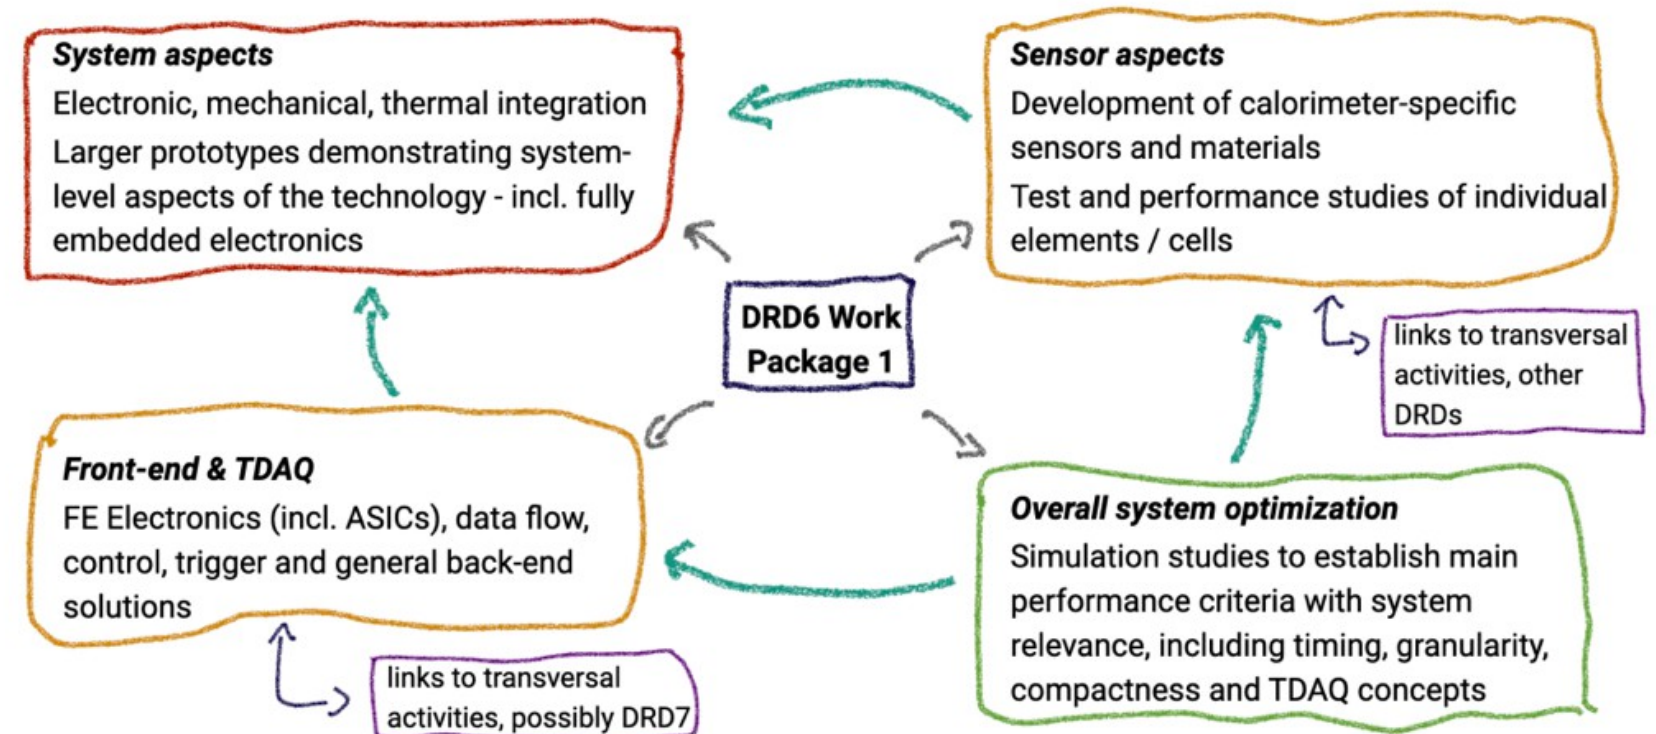 System aspects
Electronic, mechanical, thermal integration
Larger prototypes demonstrating system-
level aspects of the technology - incl. fully
embedded electronics
Sensor aspects
Development of calorimeter-specific
sensors and materials
Test and performance studies of individual
elements / cells
DRD6 Work
Package 1
links to transversal
activities, other
DRDs
Front-end & TDAQ
FE Electronics (incl. ASICs), data flow,
control, trigger and general back-end
solutions
links to transversal
activities, possibly DRD7
Overall system optimization
Simulation studies to establish main
performance criteria with system
relevance, including timing, granularity,
compactness and TDAQ concepts